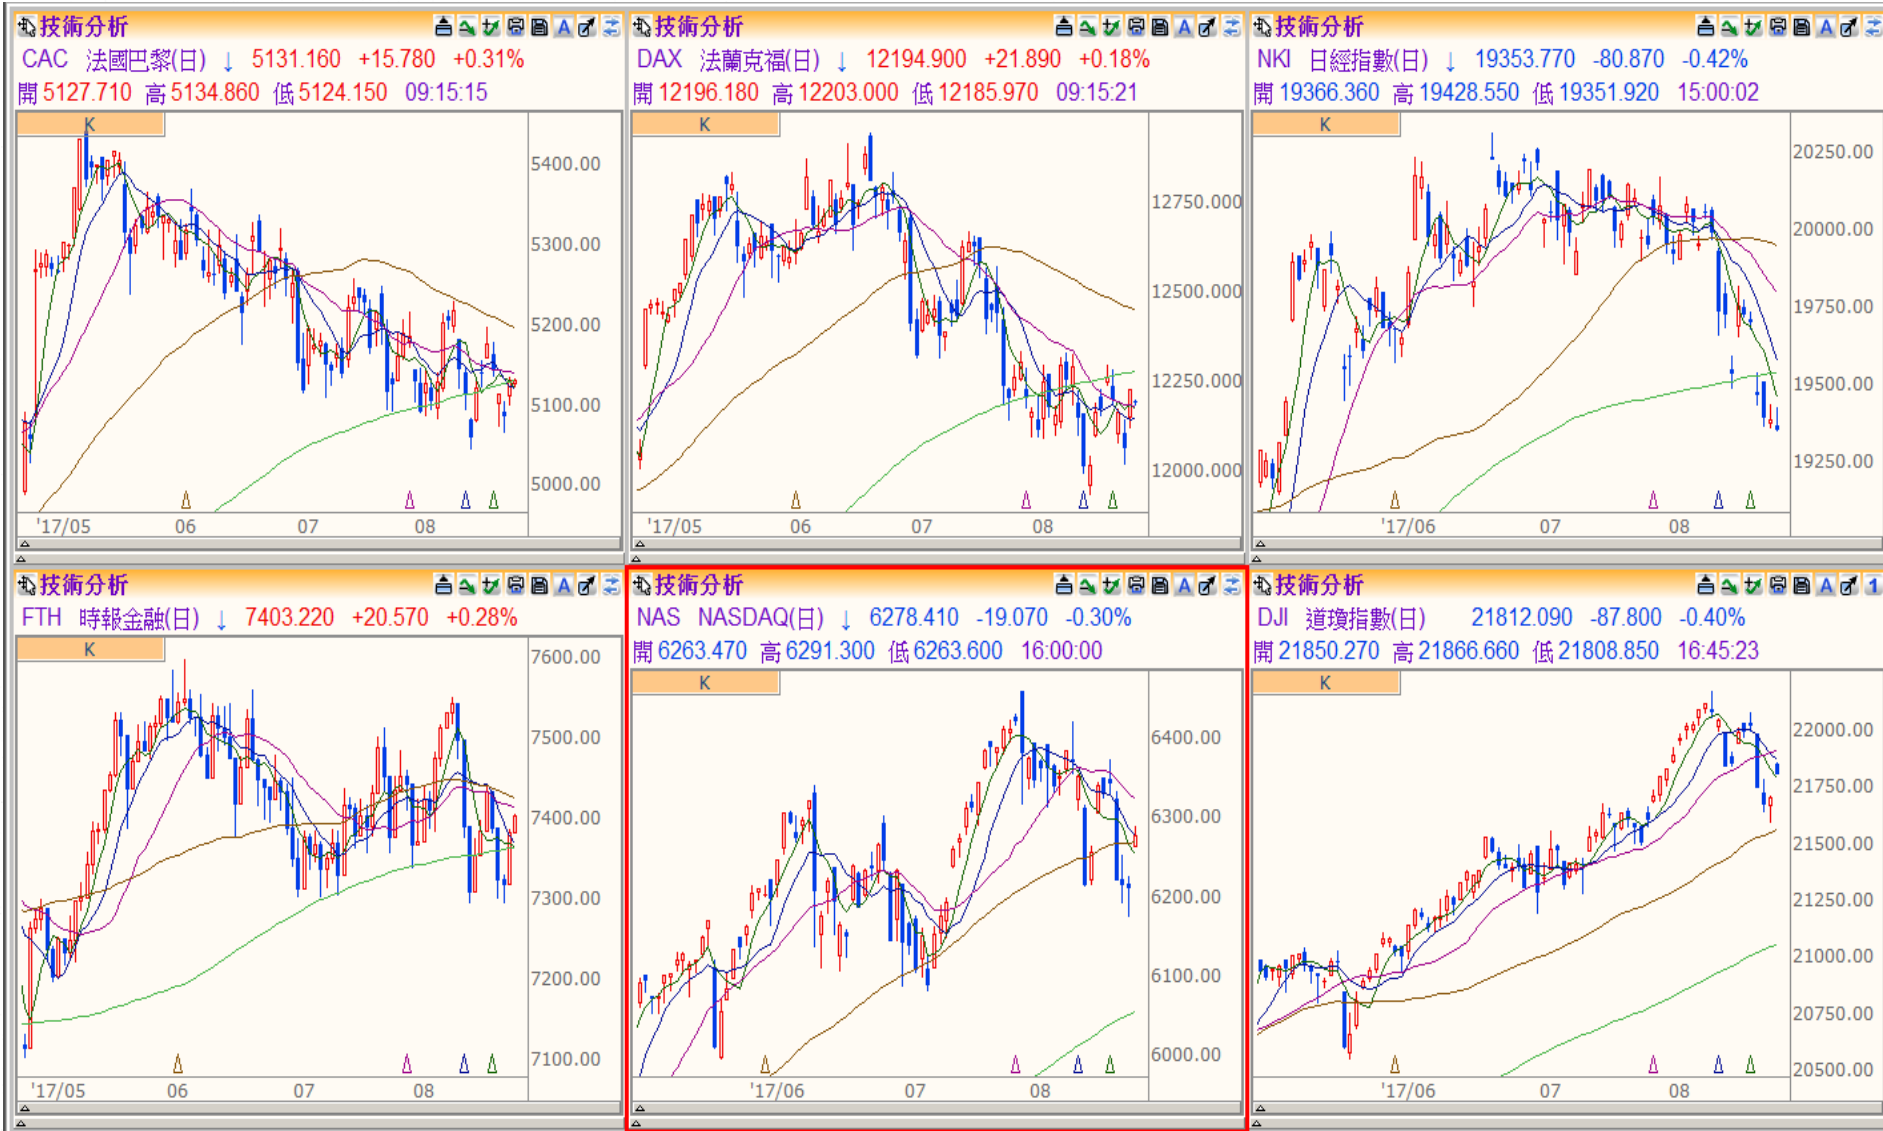 技術分析
CAC 法國巴黎(日) ↓ 5131.160 +15.780 +0.31%
開 5127.710 高 5134.860 低 5124.150 09:15:15
K
5400.00
5300.00
5200.00
5100.00
5000.00
'17/05 06 07 08
技術分析
DAX 法蘭克福(日) ↓ 12194.900 +21.890 +0.18%
開 12196.180 高 12203.000 低 12185.970 09:15:21
K
12750.000
12500.000
12250.000
12000.000
'17/05 06 07 08
技術分析
NKI 日經指數(日) ↓ 19353.770 -80.870 -0.42%
開 19366.360 高 19428.550 低 19351.920 15:00:02
K
20250.00
20000.00
19750.00
19500.00
19250.00
'17/06 07 08
技術分析
FTH 時報金融(日) ↓ 7403.220 +20.570 +0.28%
K
7600.00
7500.00
7400.00
7300.00
7200.00
7100.00
'17/05 06 07 08
技術分析
NAS NASDAQ(日) ↓ 6278.410 -19.070 -0.30%
開 6263.470 高 6291.300 低 6263.600 16:00:00
K
6400.00
6300.00
6200.00
6100.00
6000.00
'17/06 07 08
技術分析
DJI 道瓊指數(日) 21812.090 -87.800 -0.40%
開 21850.270 高 21866.660 低 21808.850 16:45:23
K
22000.00
21750.00
21500.00
21250.00
21000.00
20750.00
20500.00
'17/06 07 08